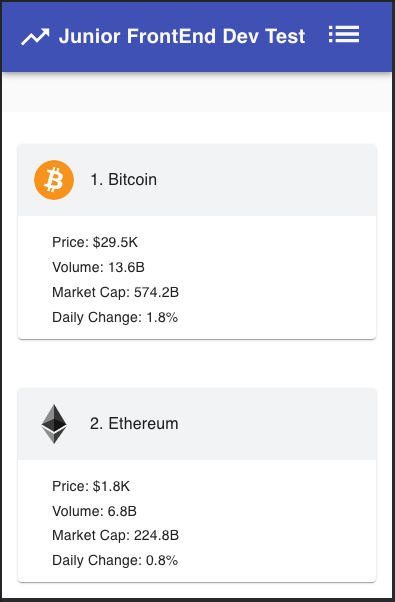 Junior FrontEnd Dev Test
1. Bitcoin
Price: $29.5K
Volume: 13.6B
Market Cap: 574.2B
Daily Change: 1.8%
2. Ethereum
Price: $1.8K
Volume: 6.8B
Market Cap: 224.8B
Daily Change: 0.8%